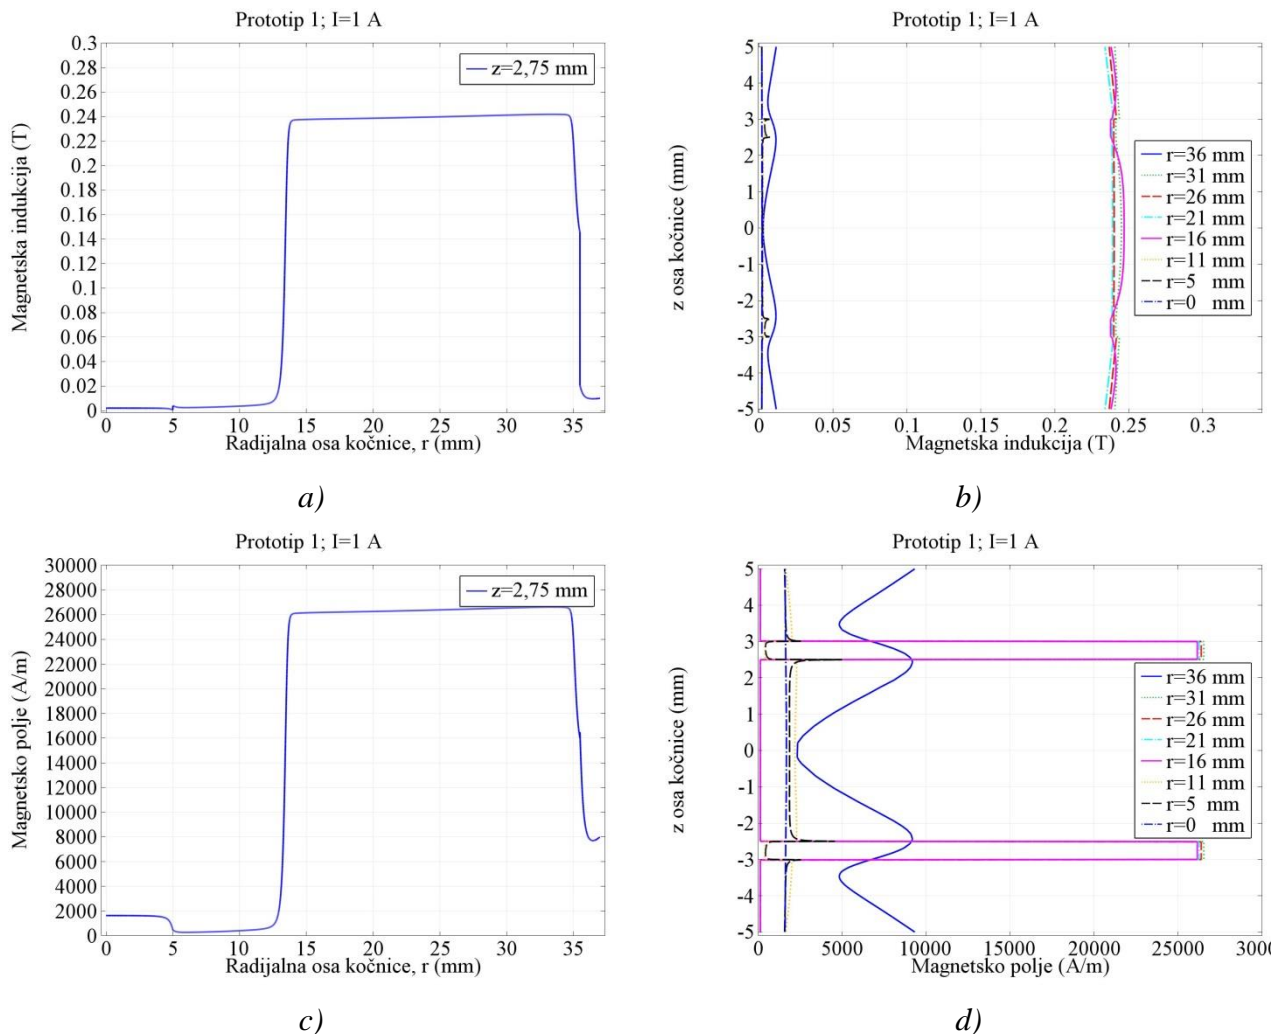 Prototip 1; I=1 A
0.3
0.28
0.26
0.24
0.22
0.2
0.18
0.16
0.14
0.12
0.1
0.08
0.06
0.04
0.02
0
Magnetska indukcija (T)
z=2,75 mm
0 5 10 15 20 25 30 35
Radijalna osa kočnice, r (mm)
a)
Prototip 1; I=1 A
5
4
3
2
1
0
-1
-2
-3
-4
-5
z osa kočnice (mm)
r=36 mm
r=31 mm
r=26 mm
r=21 mm
r=16 mm
r=11 mm
r=5 mm
r=0 mm
0 0.05 0.1 0.15 0.2 0.25 0.3
Magnetska indukcija (T)
b)
Prototip 1; I=1 A
30000
28000
26000
24000
22000
20000
18000
16000
14000
12000
10000
8000
6000
4000
2000
0
Magnetsko polje (A/m)
z=2,75 mm
0 5 10 15 20 25 30 35
Radijalna osa kočnice, r (mm)
c)
Prototip 1; I=1 A
5
4
3
2
1
0
-1
-2
-3
-4
-5
z osa kočnice (mm)
r=36 mm
r=31 mm
r=26 mm
r=21 mm
r=16 mm
r=11 mm
r=5 mm
r=0 mm
0 5000 10000 15000 20000 25000 3000
Magnetsko polje (A/m)
d)